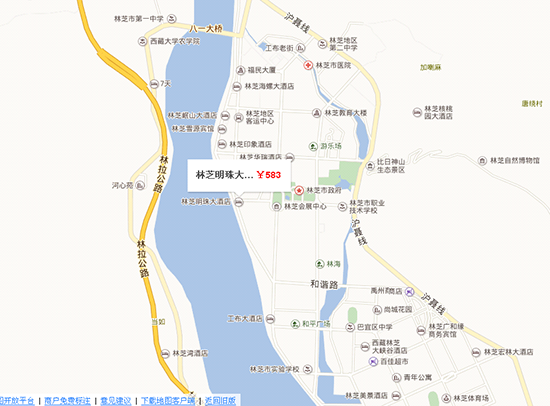 沪聂线
林芝市第一中学
八一大桥
西藏大学农学院
林芝地区
第二中学
工布老街
福民大厦
林芝市医院
加喇麻
7天
林芝海螺大酒店
唐桡村
林芝岷山大酒店
林芝雪源宾馆
林芝地区
客运中心
林芝教育大楼
林芝核桃
园大酒店
林芝印象酒店
游乐场
林芝华瑞酒店
比日神山
生态景区
林芝自然博物馆
林拉公路
林芝明珠大... ￥583
河心苑
林芝市政府
林芝明珠大酒店
林芝会展中心
林芝市职业
技术学校
沪聂线
林拉公路
林海
和谐路
禹州商店
沪聂线
尚城花园
当如
工布大酒店
和平广场
巴宜区中学
林芝广和缘
商务宾馆
林芝湾酒店
西藏林芝
大峡谷酒店
林芝宏林大酒店
百佳超市
林芝市实验学校
青年公寓
林芝美景酒店
林芝体育场
图开放平台 | 商户免费标注 | 意见建议 | 下载地图客户端 | 返回旧版